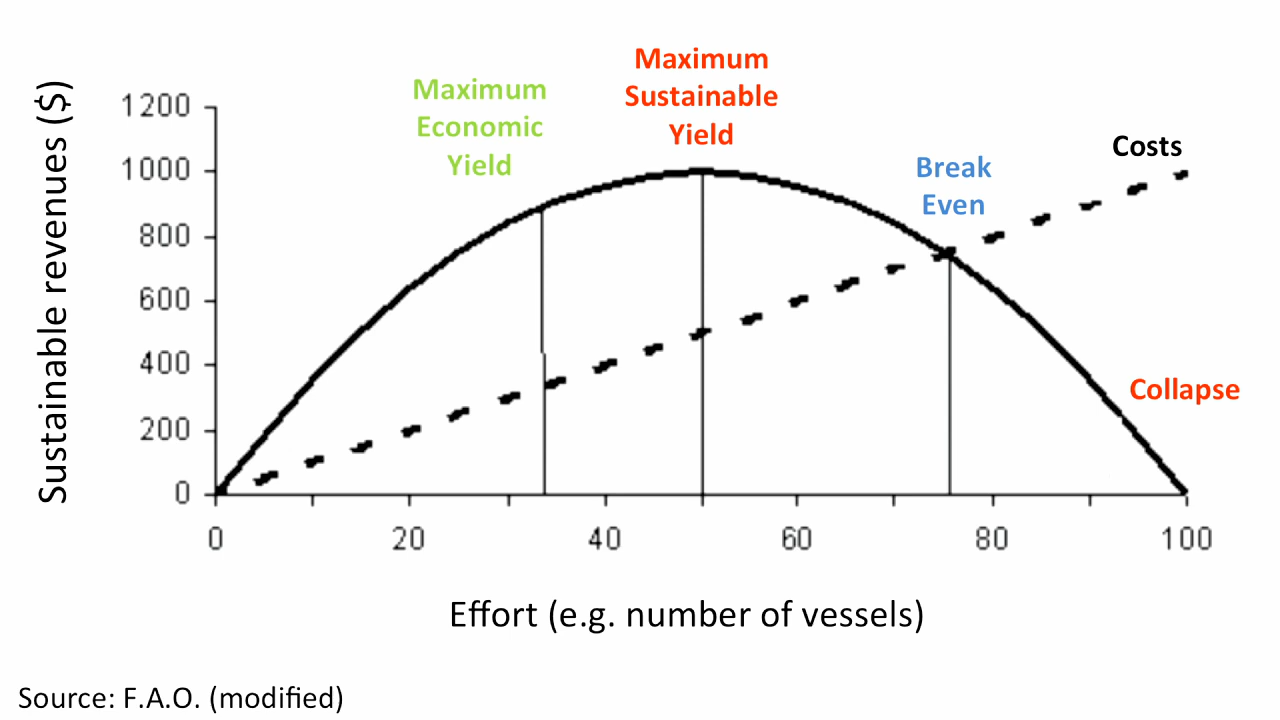 Maximum
Sustainable
Yield
Maximum
Economic
Yield
Break
Even
Costs
Collapse
Sustainable revenues ($)
1200
1000
800
600
400
200
0
0 20 40 60 80 100
Effort (e.g. number of vessels)
Source: F.A.O. (modified)